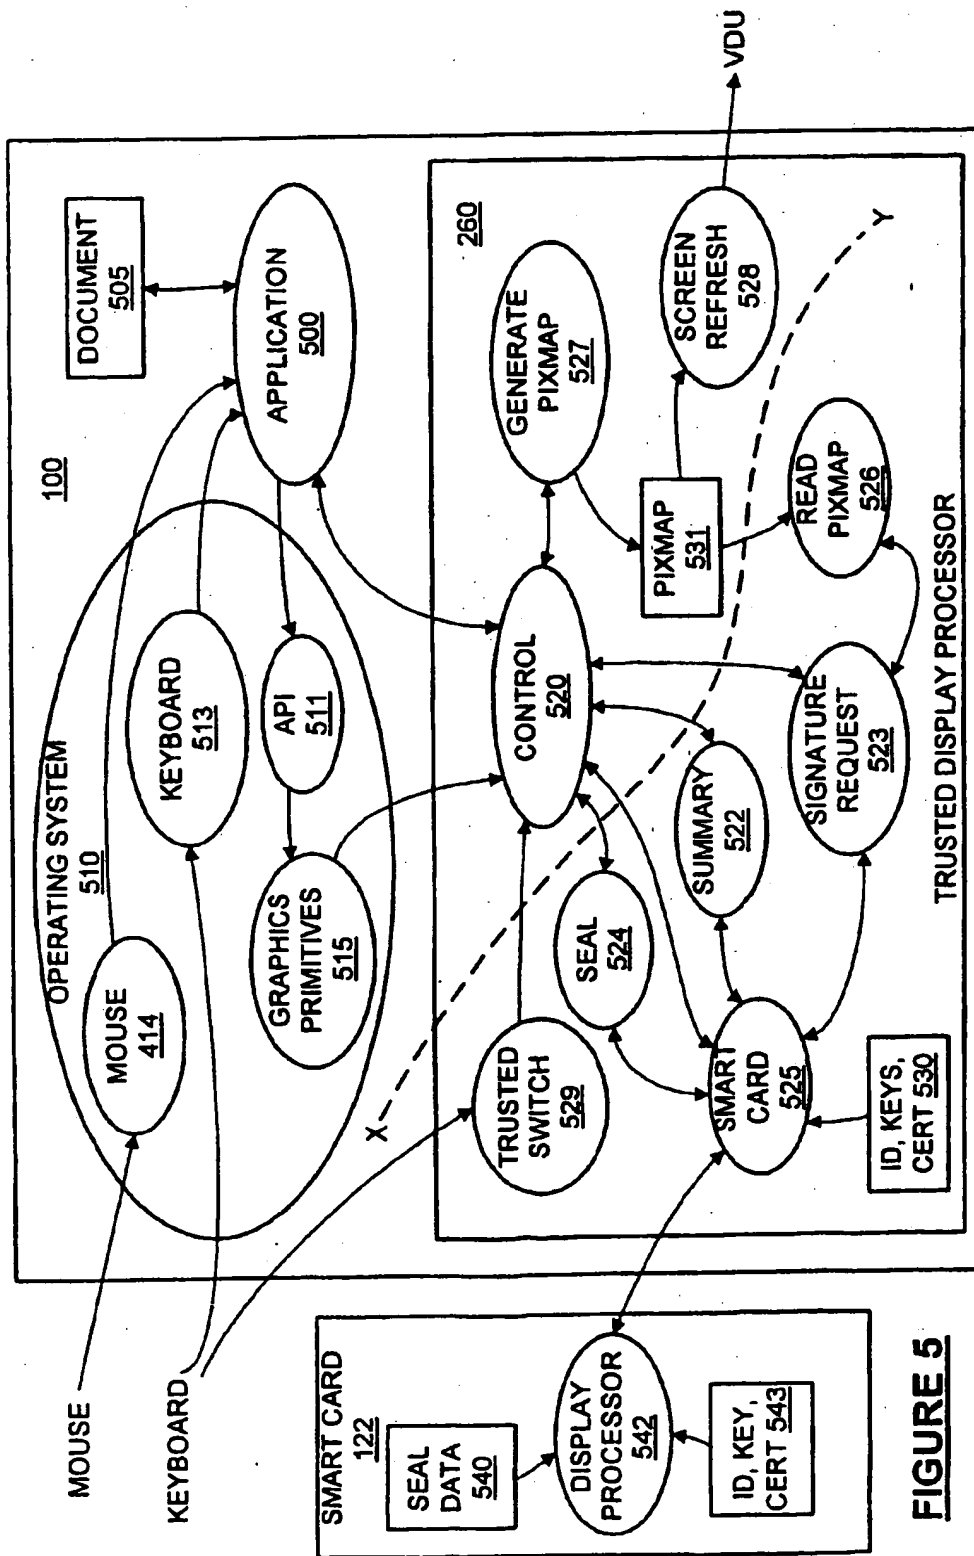 MOUSE
KEYBOARD
SMART CARD
122
SEAL
DATA
540
DISPLAY
PROCESSOR
542
ID, KEY,
CERT 543
FIGURE 5
100
OPERATING SYSTEM
510
MOUSE
414
KEYBOARD
513
API
511
GRAPHICS
PRIMITIVES
515
DOCUMENT
505
APPLICATION
500
260
X
Y
TRUSTED
SWITCH
529
CONTROL
520
GENERATE
PIXMAP
527
PIXMAP
531
SCREEN
REFRESH
528
VDU
READ
PIXMAP
526
SEAL
524
SUMMARY
522
SIGNATURE
REQUEST
523
SMART
CARD
525
ID, KEYS,
CERT 530
TRUSTED DISPLAY PROCESSOR